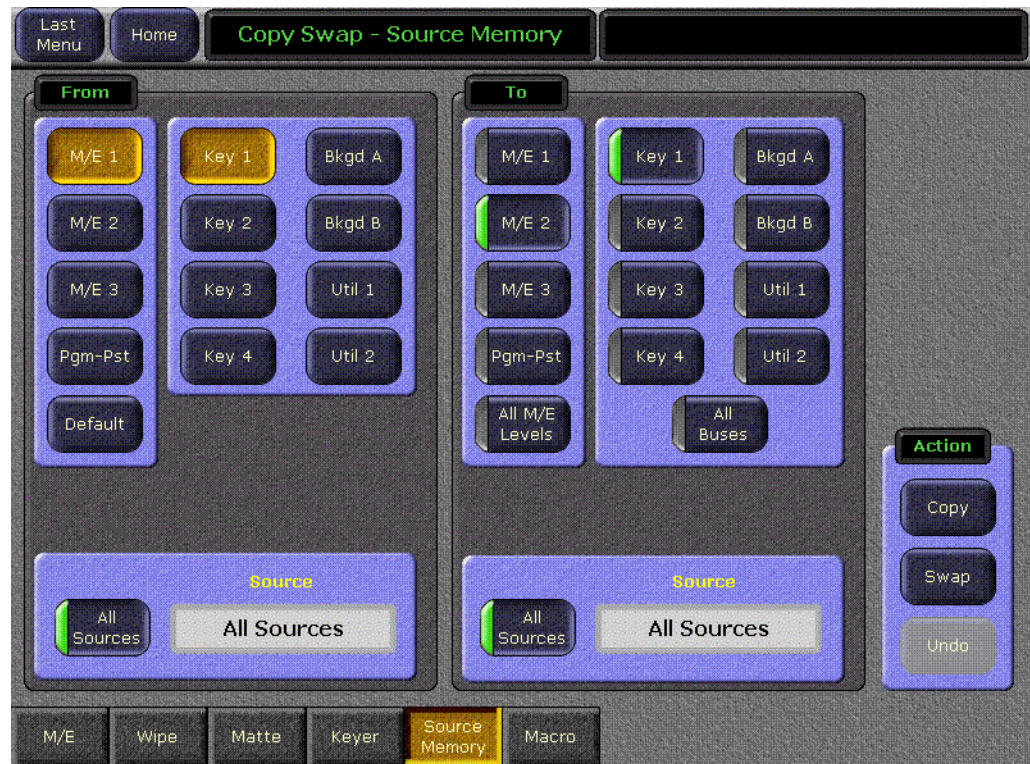 Last
Menu
Home
Copy Swap - Source Memory
From
M/E 1
Key 1
Bkgd A
M/E 2
Key 2
Bkgd B
M/E 3
Key 3
Util 1
Pgm-Pst
Key 4
Util 2
Default
Source
All
Sources
All Sources
To
M/E 1
Key 1
Bkgd A
M/E 2
Key 2
Bkgd B
M/E 3
Key 3
Util 1
Pgm-Pst
Key 4
Util 2
All M/E
Levels
All
Buses
Source
All
Sources
All Sources
Action
Copy
Swap
Undo
M/E
Wipe
Matte
Keyer
Source
Memory
Macro